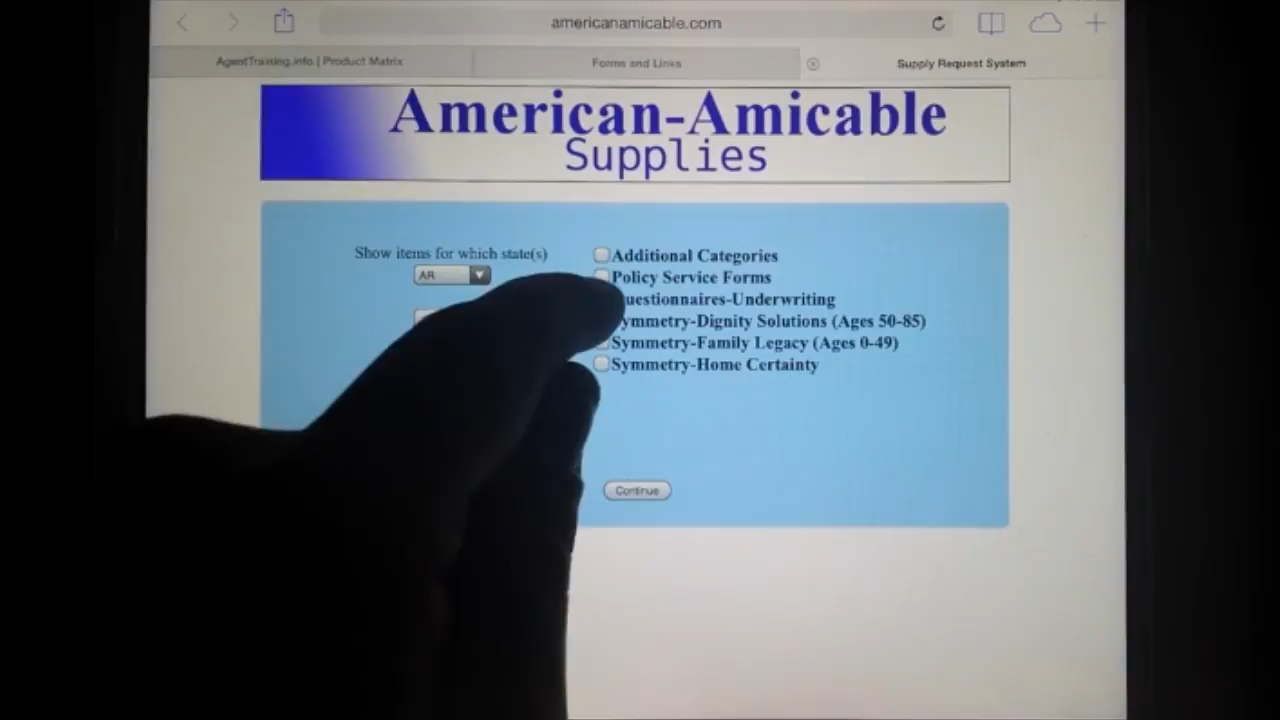 americanamicable.com
AgentTraining.info | Product Matrix
Forms and Links
Supply Request System
American-Amicable
Supplies
Show items for which state(s)
AR
Additional Categories
Policy Service Forms
uestionnaires-Underwriting
ymmetry-Dignity Solutions (Ages 50-85)
Symmetry-Family Legacy (Ages 0-49)
Symmetry-Home Certainty
Continue